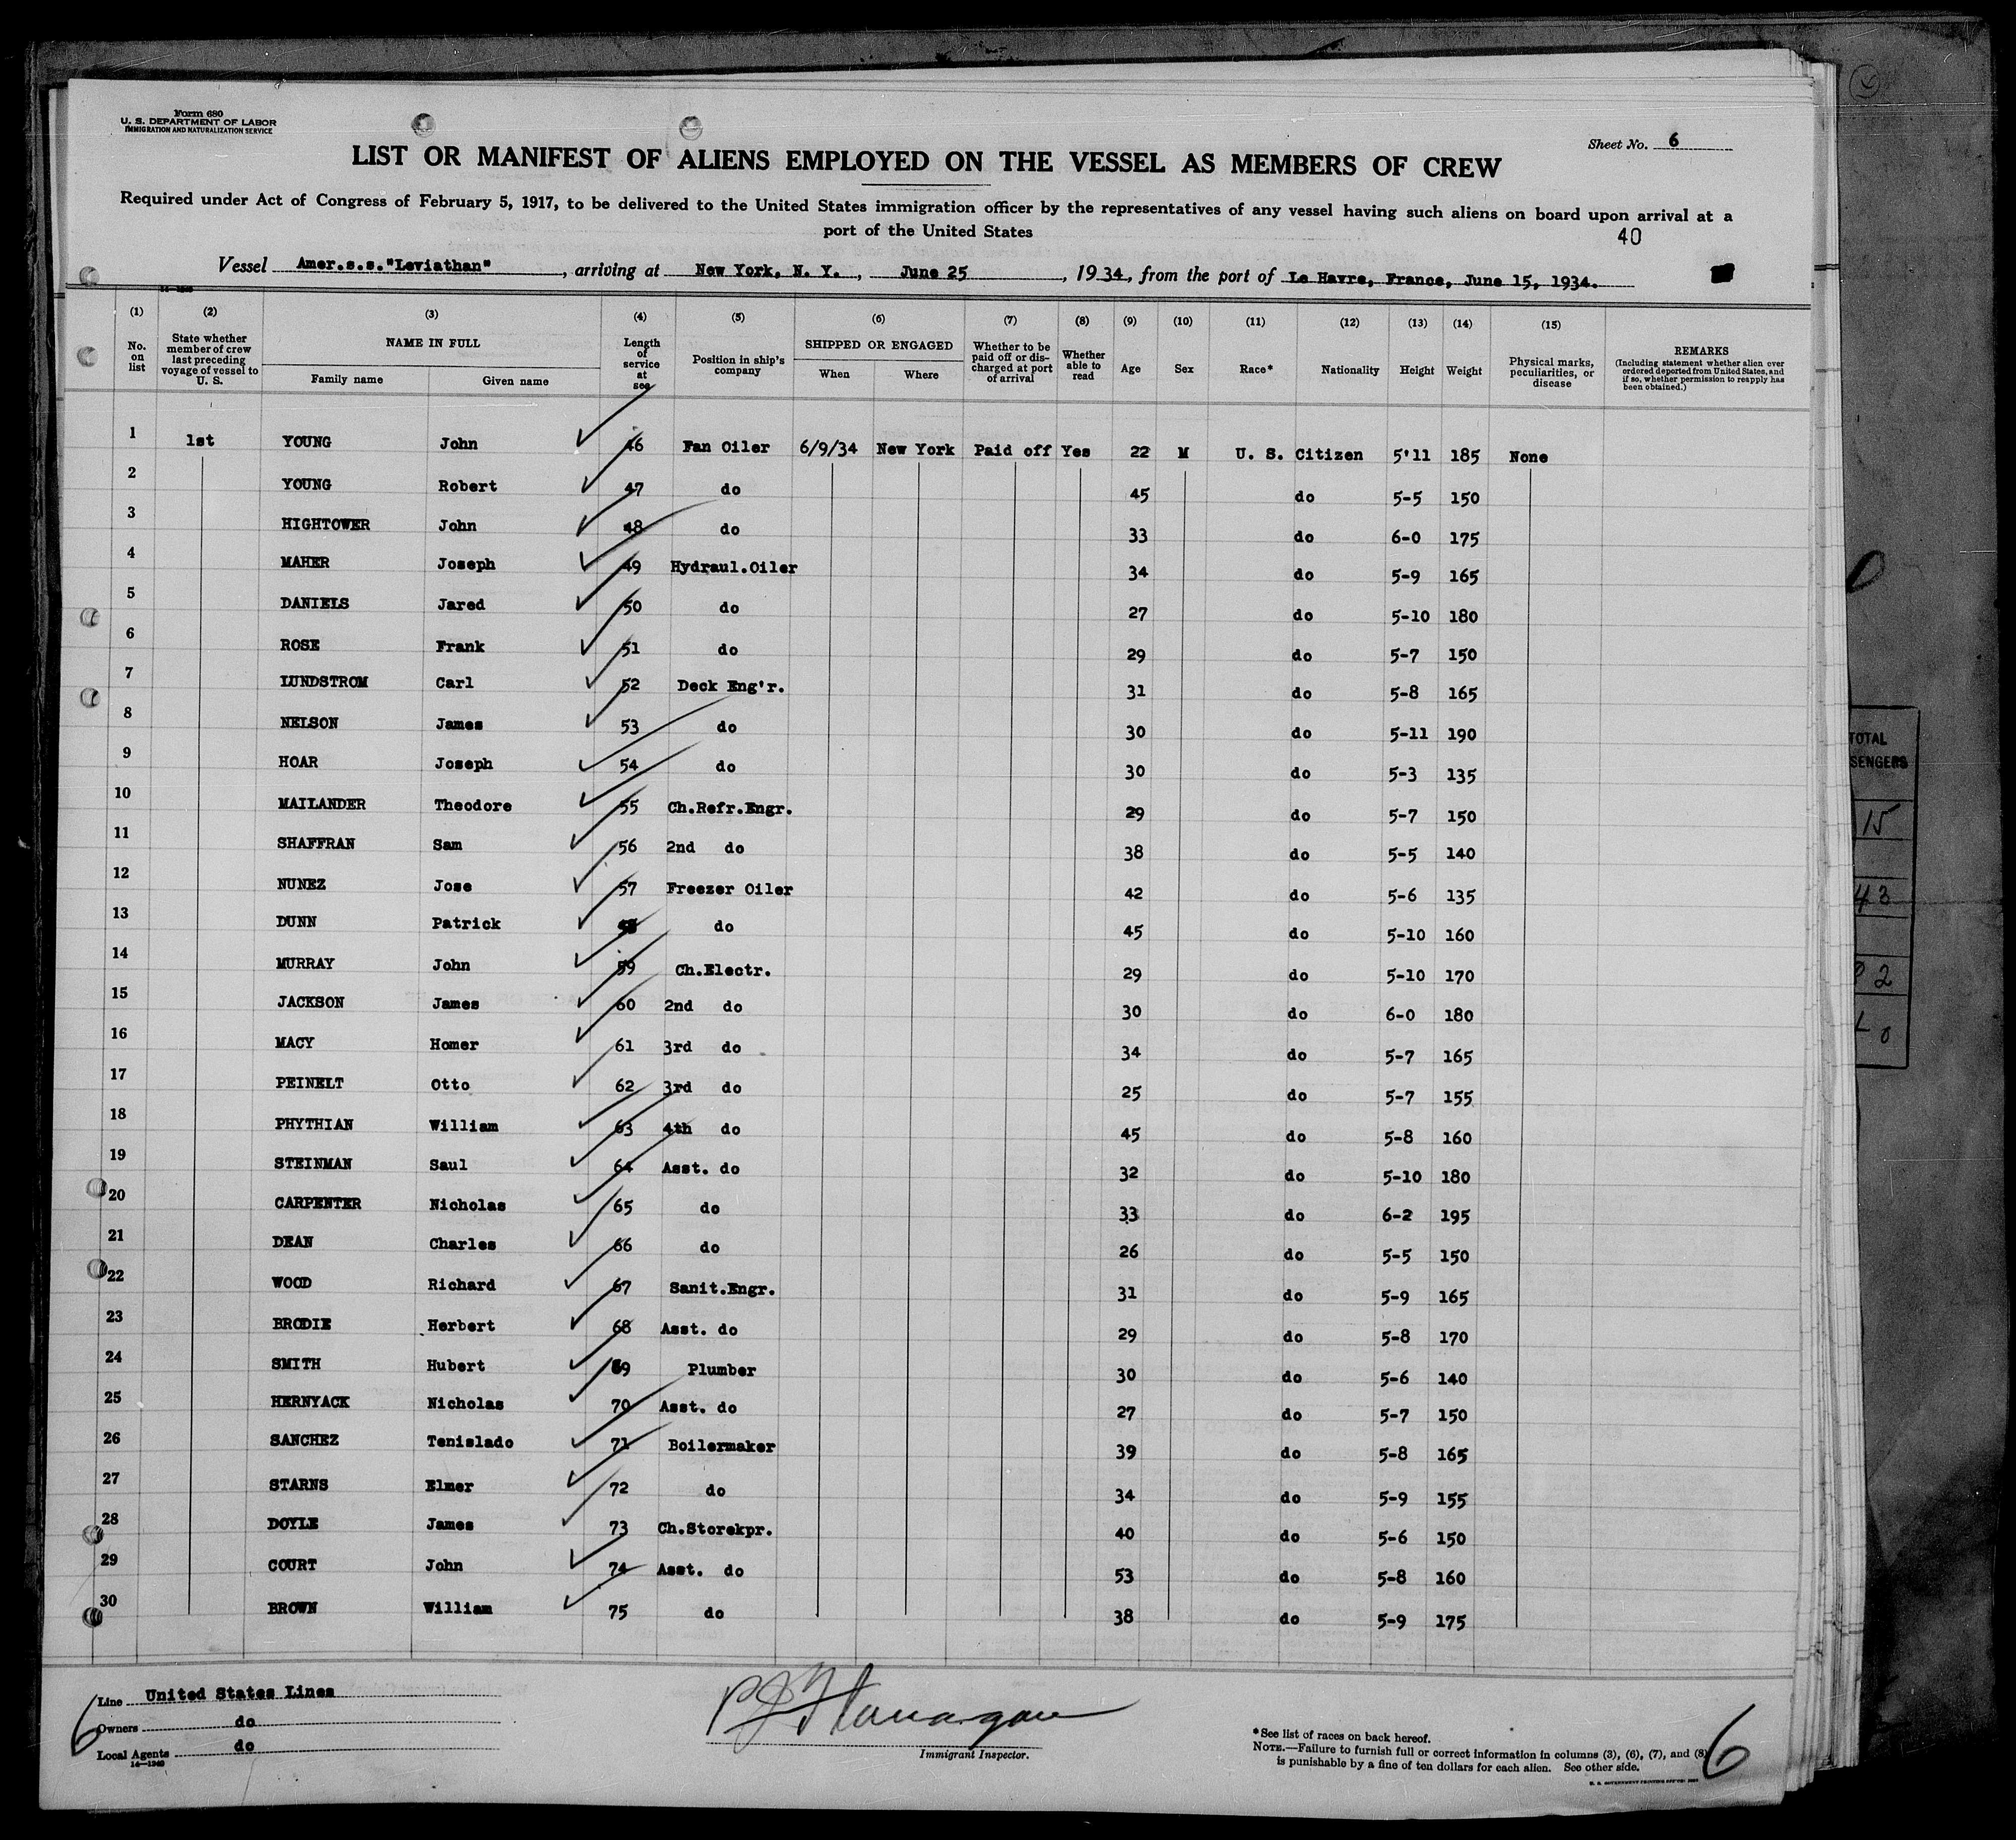 Form 680
U. S. DEPARTMENT OF LABOR
IMMIGRATION AND NATURALIZATION SERVICE
Sheet No. 6
LIST OR MANIFEST OF ALIENS EMPLOYED ON THE VESSEL AS MEMBERS OF CREW
Required under Act of Congress of February 5, 1917, to be delivered to the United States immigration officer by the representatives of any vessel having such aliens on board upon arrival at a
port of the United States
40
Vessel Amer.s.s."Leviathan", arriving at New York, N. Y., June 25, 1934, from the port of Le Havre, France, June 15, 1934.
(1) (2) (3) (4) (5) (6) (7) (8) (9) (10) (11) (12) (13) (14) (15)
No. on list State whether member of crew last preceding voyage of vessel to U. S. NAME IN FULL Family name Given name Length of service at sea Position in ship's company SHIPPED OR ENGAGED When Where Whether to be paid off or discharged at port of arrival Whether able to read Age Sex Race* Nationality Height Weight Physical marks, peculiarities, or disease REMARKS (Including statement whether alien ever ordered deported from United States, and if so, whether permission to reapply has been obtained.)
1 1st YOUNG John 46 Fan Oiler 6/9/34 New York Paid off Yes 22 M U. S. Citizen 5'11 185 None
2 YOUNG Robert 47 do 45 do 5-5 150
3 HIGHTOWER John 48 do 33 do 6-0 175
4 MAHER Joseph 49 Hydraul.Oiler 34 do 5-9 165
5 DANIELS Jared 50 do 27 do 5-10 180
6 ROSE Frank 51 do 29 do 5-7 150
7 LUNDSTROM Carl 52 Deck Eng'r. 31 do 5-8 165
8 NELSON James 53 do 30 do 5-11 190
9 HOAR Joseph 54 do 30 do 5-3 135
10 MAILANDER Theodore 55 Ch.Refr.Engr. 29 do 5-7 150
11 SHAFFRAN Sam 56 2nd do 38 do 5-5 140
12 NUNEZ Jose 57 Freezer Oiler 42 do 5-6 135
13 DUNN Patrick do 45 do 5-10 160
14 MURRAY John 59 Ch.Electr. 29 do 5-10 170
15 JACKSON James 60 2nd do 30 do 6-0 180
16 MACY Homer 61 3rd do 34 do 5-7 165
17 PEINELT Otto 62 3rd do 25 do 5-7 155
18 PHYTHIAN William 63 4th do 45 do 5-8 160
19 STEINMAN Saul 64 Asst. do 32 do 5-10 180
20 CARPENTER Nicholas 65 do 33 do 6-2 195
21 DEAN Charles 66 do 26 do 5-5 150
22 WOOD Richard 67 Sanit.Engr. 31 do 5-9 165
23 BRODIE Herbert 68 Asst. do 29 do 5-8 170
24 SMITH Hubert 69 Plumber 30 do 5-6 140
25 HERNYACK Nicholas 70 Asst. do 27 do 5-7 150
26 SANCHEZ Tenislado 71 Boilermaker 39 do 5-8 165
27 STARNS Elmer 72 do 34 do 5-9 155
28 DOYLE James 73 Ch.Storekpr. 40 do 5-6 150
29 COURT John 74 Asst. do 53 do 5-8 160
30 BROWN William 75 do 38 do 5-9 175
Line United States Lines
Owners do
Local Agents do
14—1240
6
P J Flanagan
Immigrant Inspector.
*See list of races on back hereof.
NOTE.—Failure to furnish full or correct information in columns (3), (6), (7), and (8)
is punishable by a fine of ten dollars for each alien. See other side.
6
TOTAL
SENGERS
15
43
2
0